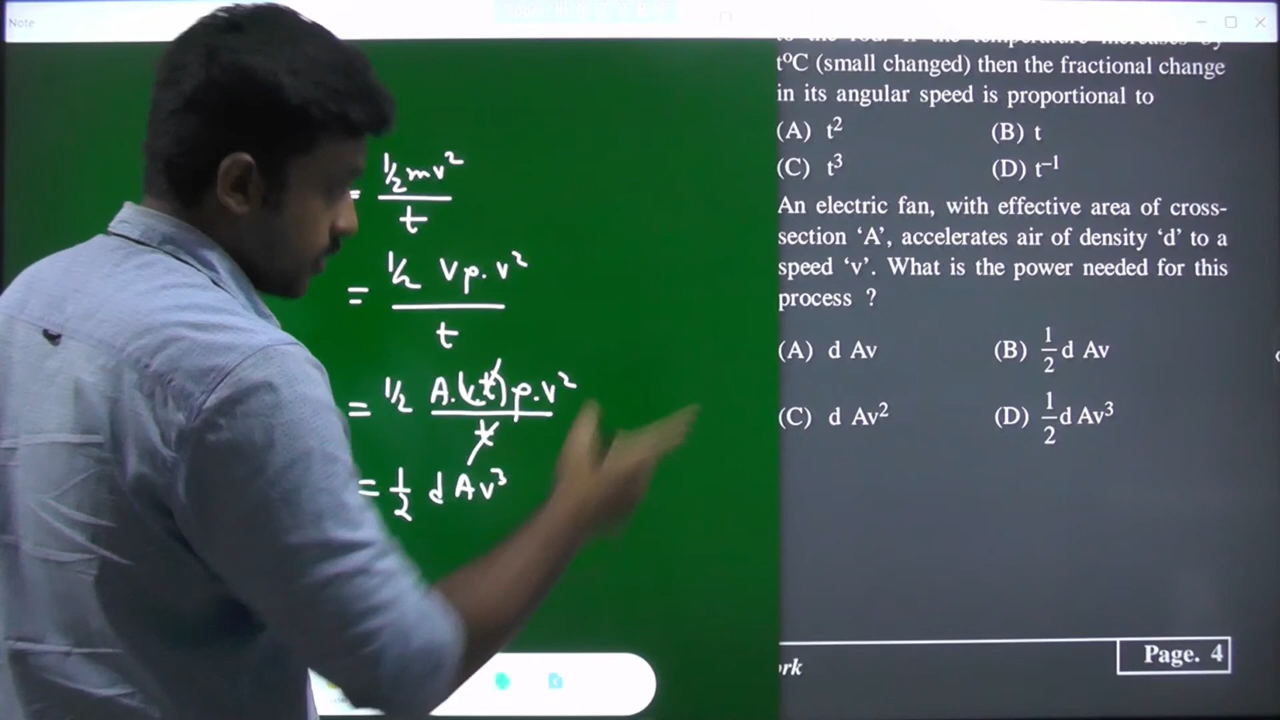 Note
t°C (small changed) then the fractional change
in its angular speed is proportional to
(A) t² (B) t
(C) t³ (D) t⁻¹
An electric fan, with effective area of cross-
section ‘A’, accelerates air of density ‘d’ to a
speed ‘v’. What is the power needed for this
process ?
(A) d Av (B) 1/2 d Av
(C) d Av² (D) 1/2 d Av³
Page. 4
= 1/2 mv² / t
= 1/2 Vρ.v² / t
= 1/2 A.(v.t)ρ.v² / t
= 1/2 d Av³